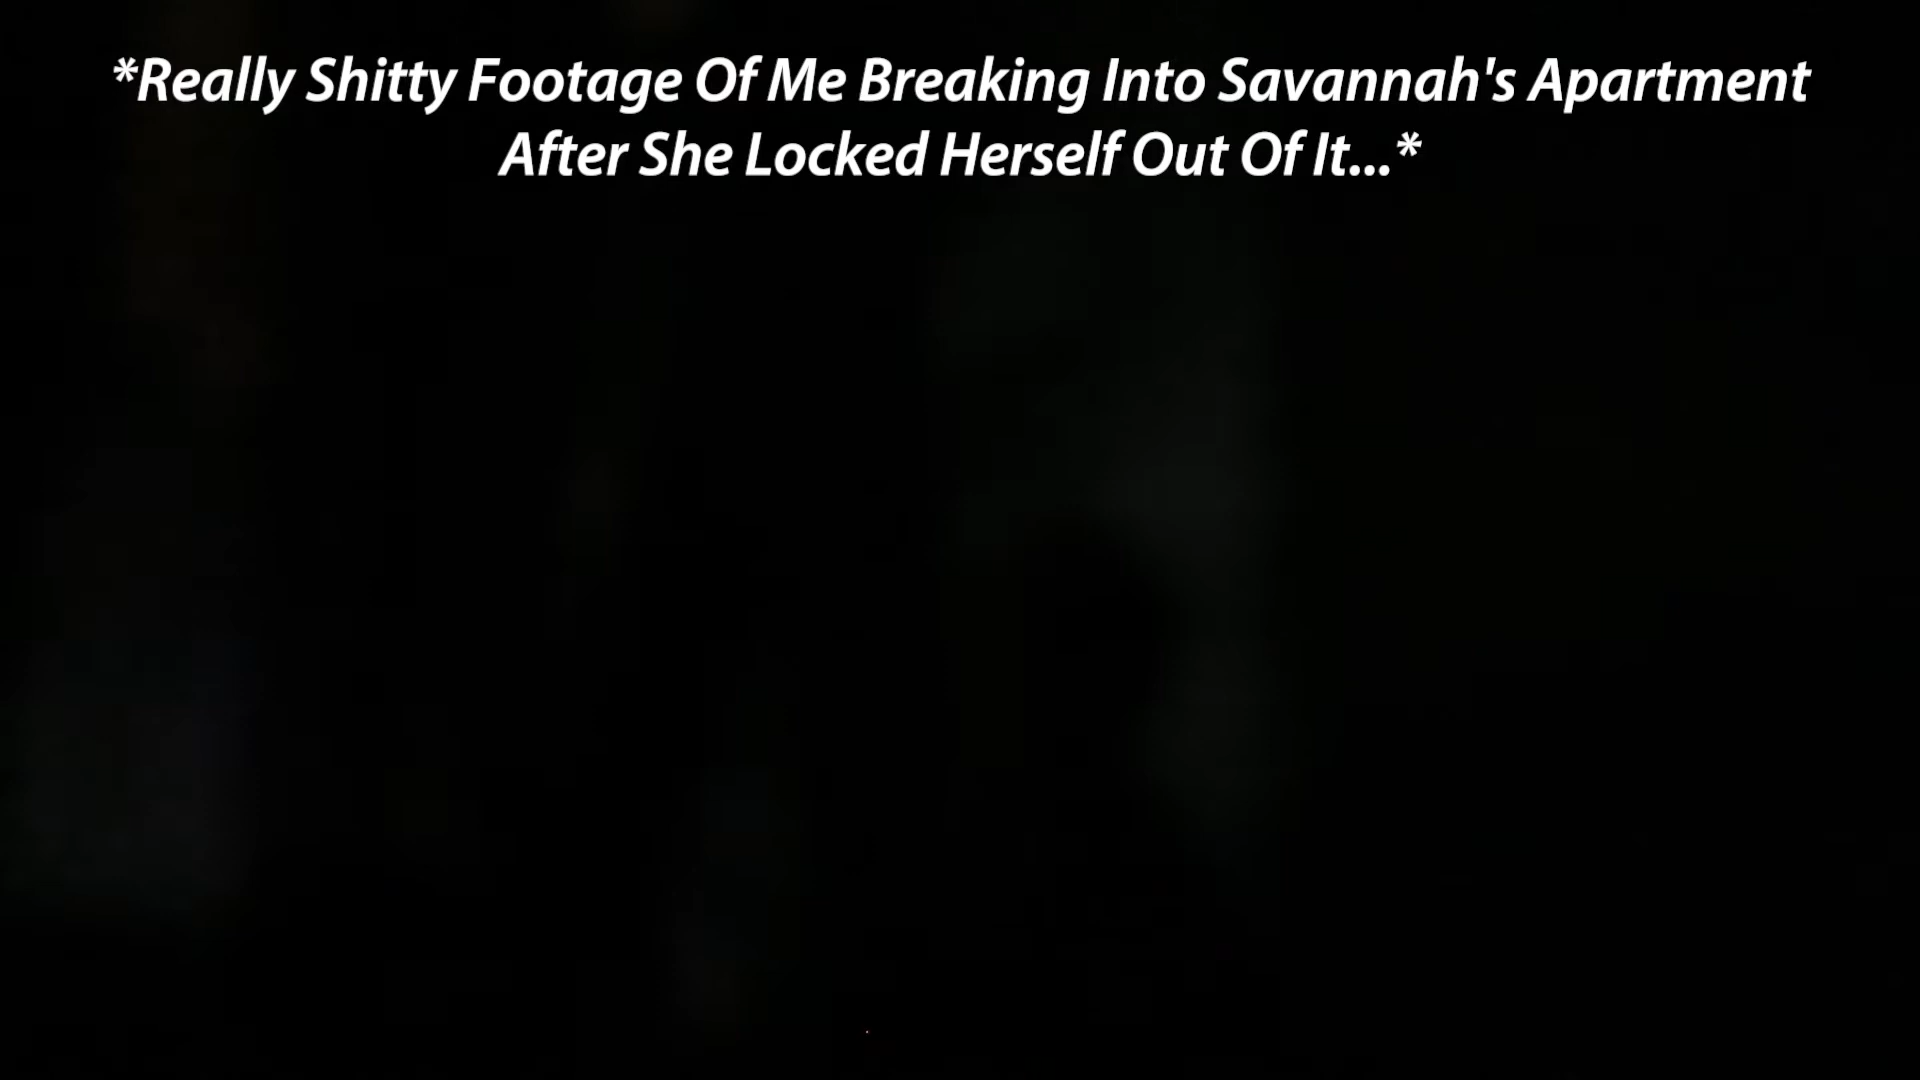 *Really Shitty Footage Of Me Breaking Into Savannah's Apartment
After She Locked Herself Out Of It...*